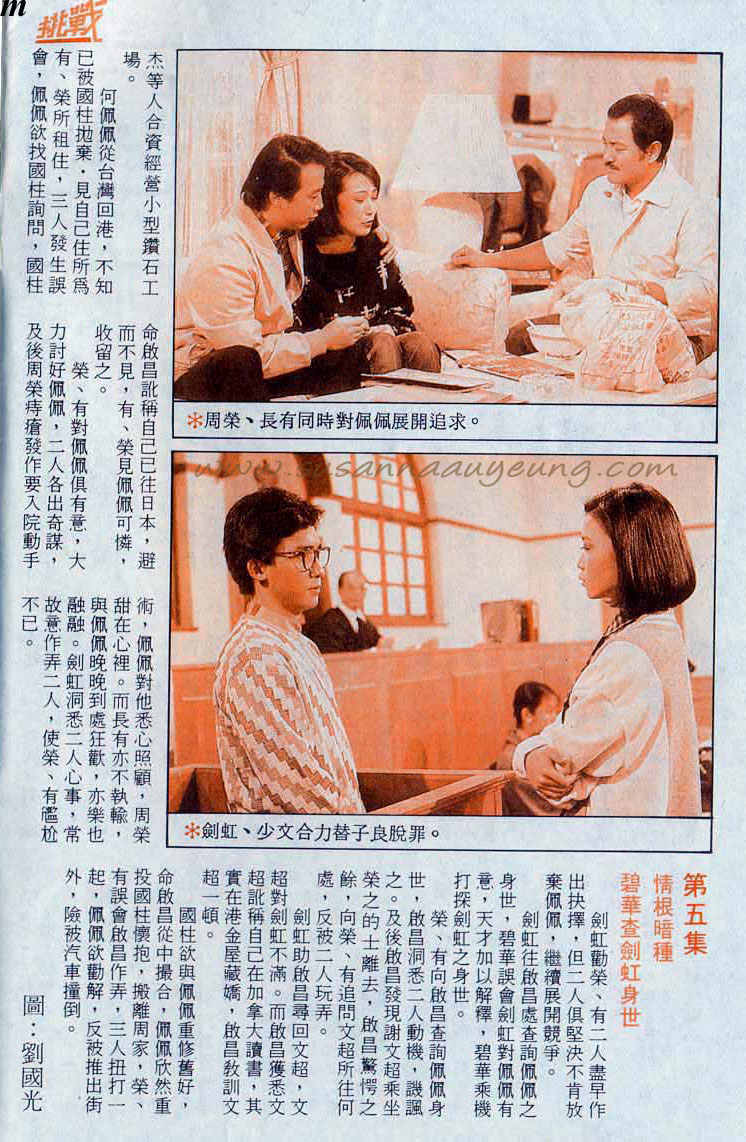 m
挑戰
杰等人合資經營小型鑽石工
場。
何佩佩從台灣回港，不知
已被國柱拋棄．見自己住所為
有、榮所租住，三人發生誤
會，佩佩欲找國柱詢問，國柱
命啟昌訛稱自己已往日本，避
而不見，有、榮見佩佩可憐，
收留之。
榮、有對佩佩俱有意，大
力討好佩佩，二人各出奇謀，
及後周榮痔瘡發作要入院動手
術，佩佩對他悉心照顧，周榮
甜在心裡。而長有亦不執輸，
與佩佩晚晚到處狂歡，亦樂也
融融。劍虹洞悉二人心事，常
故意作弄二人，使榮、有尷尬
不已。
＊周榮、長有同時對佩佩展開追求。
www.susannaauyeung.com
＊劍虹、少文合力替子良脫罪。
第五集
情根暗種
碧華查劍虹身世
劍虹勸榮、有二人盡早作
出抉擇，但二人俱堅決不肯放
棄佩佩，繼續展開競爭。
劍虹往啟昌處查詢佩佩之
身世，碧華誤會劍虹對佩佩有
意，天才加以解釋，碧華乘機
打探劍虹之身世。
榮、有向啟昌查詢佩佩身
世，啟昌洞悉二人動機，譏諷
之。及後啟昌發現謝文超乘坐
榮之的士離去，啟昌驚愕之
餘，向榮、有追問文超所往何
處，反被二人玩弄。
劍虹助啟昌尋回文超，文
超對劍虹不滿。而啟昌獲悉文
超訛稱自己在加拿大讀書，其
實在港金屋藏嬌，啟昌教訓文
超一頓。
國柱欲與佩佩重修舊好，
命啟昌從中撮合，佩佩欣然重
投國柱懷抱，搬離周家，榮、
有誤會啟昌作弄，三人扭打一
起，佩佩欲勸解，反被推出街
外，險被汽車撞倒。
圖：劉國光